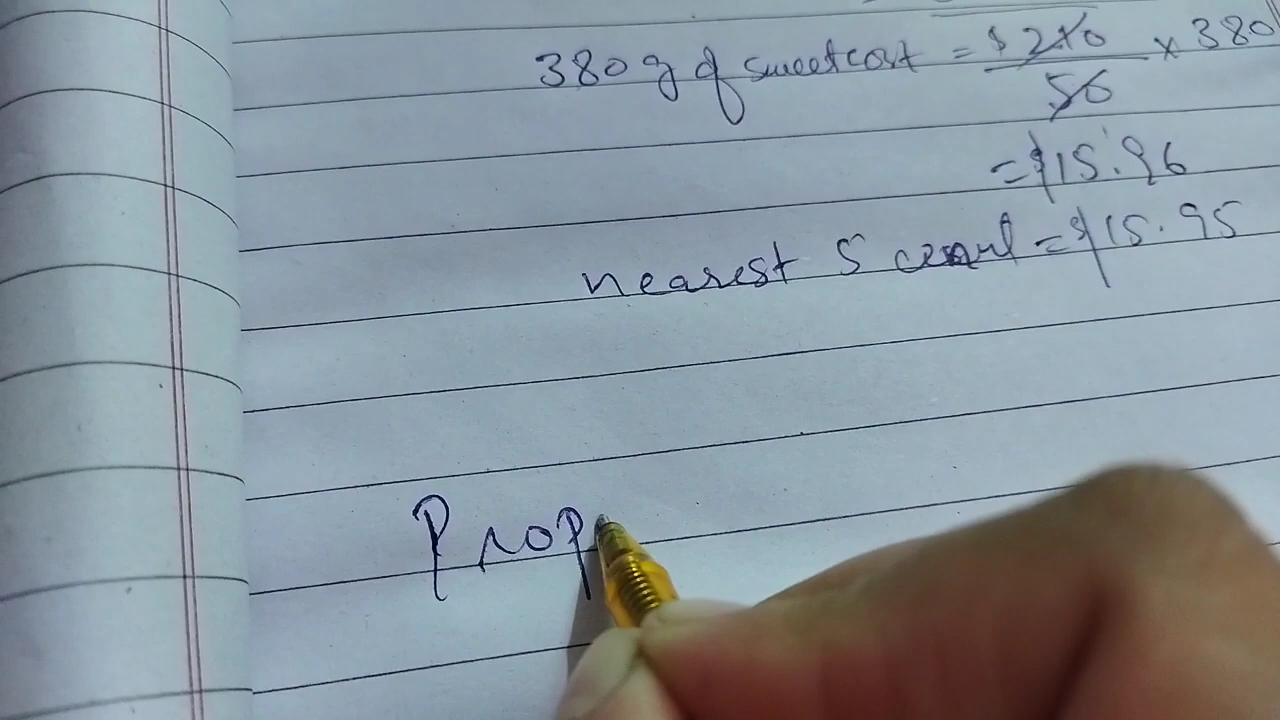 380 g of sweet cost = $ 2.10 × 380
50
= $15.96
nearest 5 cent = $15.95
Prop